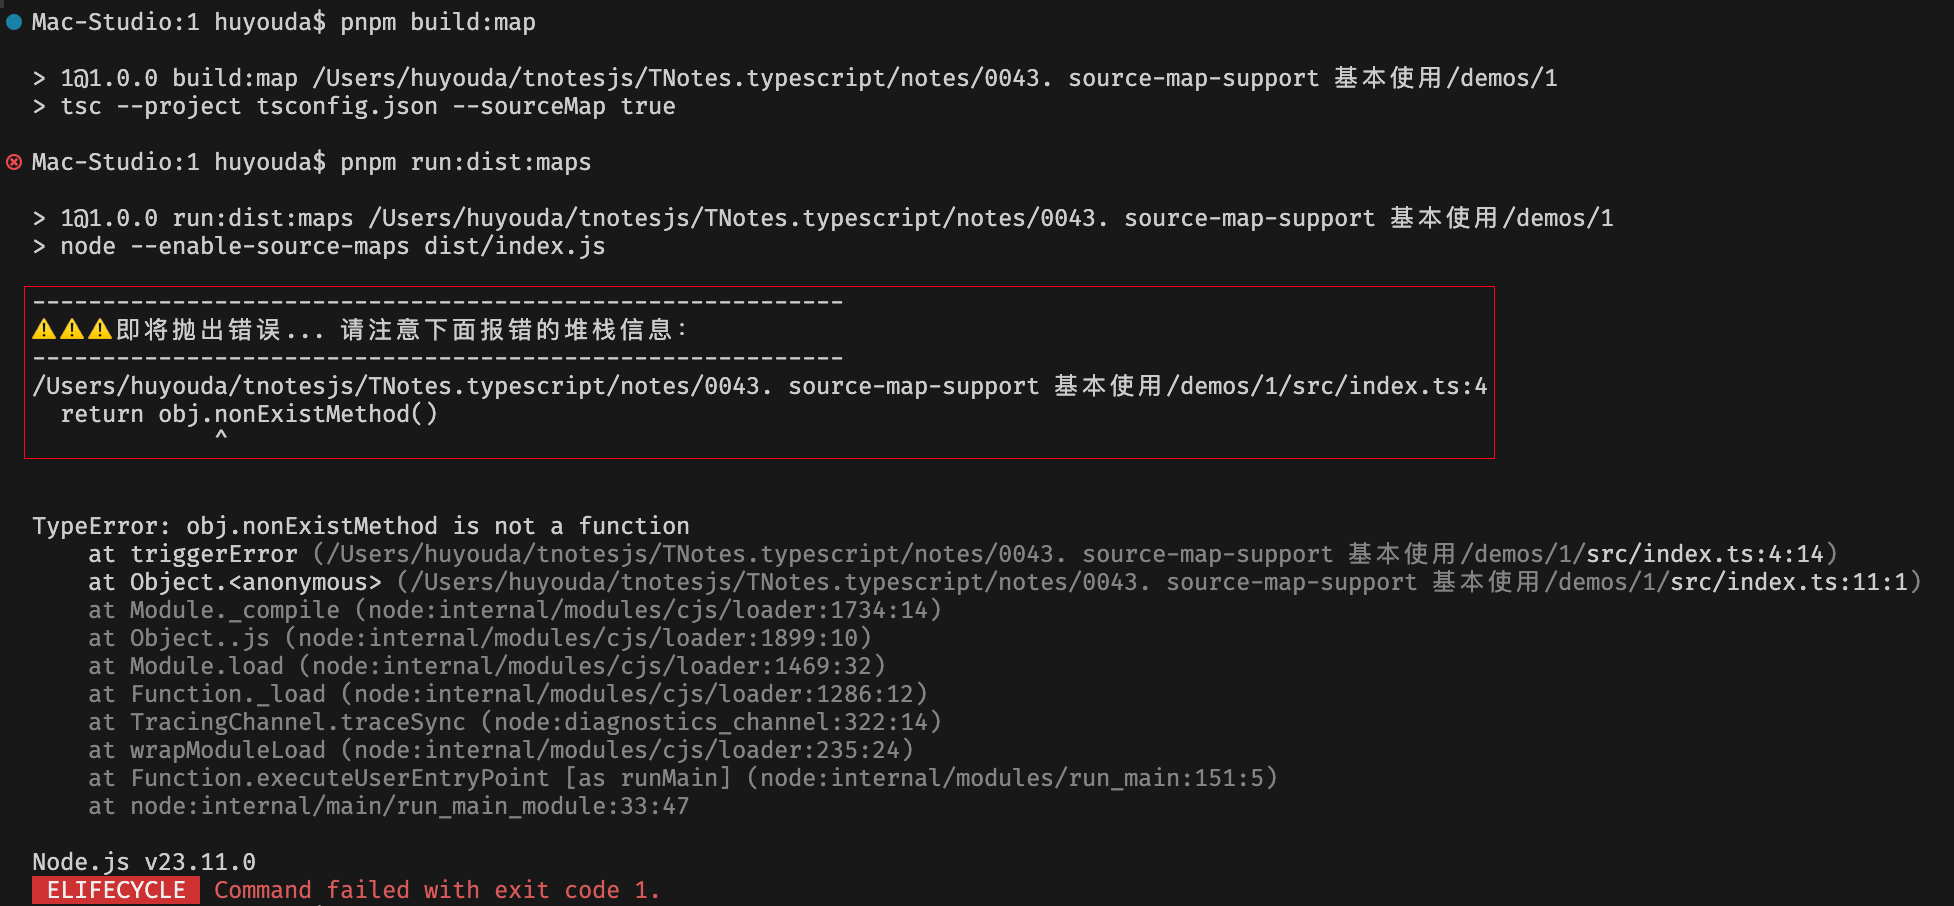 Mac-Studio:1 huyouda$ pnpm build:map
> 1@1.0.0 build:map /Users/huyouda/tnotesjs/TNotes.typescript/notes/0043. source-map-support 基本使用/demos/1
> tsc --project tsconfig.json --sourceMap true
Mac-Studio:1 huyouda$ pnpm run:dist:maps
> 1@1.0.0 run:dist:maps /Users/huyouda/tnotesjs/TNotes.typescript/notes/0043. source-map-support 基本使用/demos/1
> node --enable-source-maps dist/index.js
----------------------------------------------------------
⚠️⚠️⚠️即将抛出错误... 请注意下面报错的堆栈信息:
----------------------------------------------------------
/Users/huyouda/tnotesjs/TNotes.typescript/notes/0043. source-map-support 基本使用/demos/1/src/index.ts:4
  return obj.nonExistMethod()
             ^
TypeError: obj.nonExistMethod is not a function
    at triggerError (/Users/huyouda/tnotesjs/TNotes.typescript/notes/0043. source-map-support 基本使用/demos/1/src/index.ts:4:14)
    at Object.<anonymous> (/Users/huyouda/tnotesjs/TNotes.typescript/notes/0043. source-map-support 基本使用/demos/1/src/index.ts:11:1)
    at Module._compile (node:internal/modules/cjs/loader:1734:14)
    at Object..js (node:internal/modules/cjs/loader:1899:10)
    at Module.load (node:internal/modules/cjs/loader:1469:32)
    at Function._load (node:internal/modules/cjs/loader:1286:12)
    at TracingChannel.traceSync (node:diagnostics_channel:322:14)
    at wrapModuleLoad (node:internal/modules/cjs/loader:235:24)
    at Function.executeUserEntryPoint [as runMain] (node:internal/modules/run_main:151:5)
    at node:internal/main/run_main_module:33:47
Node.js v23.11.0
 ELIFECYCLE  Command failed with exit code 1.